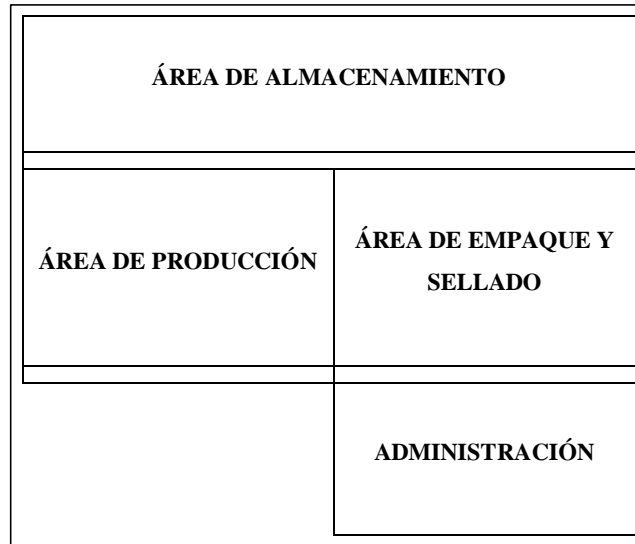 ÁREA DE ALMACENAMIENTO
ÁREA DE PRODUCCIÓN
ÁREA DE EMPAQUE Y
SELLADO
ADMINISTRACIÓN